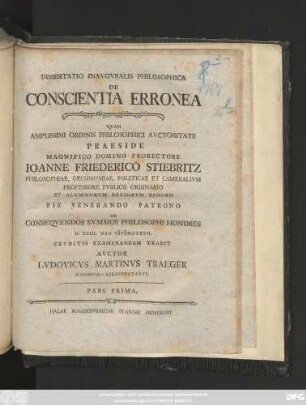 DISSERTATIO INAVGVRALIS PHILOSOPHICA
DE
CONSCIENTIA ERRONEA
QVAM
AMPLISSIMI ORDINIS PHILOSOPHICI AVCTORITATE
PRAESIDE
MAGNIFICO DOMINO PRORECTORE
IOANNE FRIEDERICO STIEBRITZ
PHILOSOPHIAE, OECONOMIAE, POLITICAE ET CAMERALIVM
PROFESSORE PVBLICO ORDINARIO
ET ALVMNORVM REGIORVM EPHORO
PIE VENERANDO PATRONO
AD
CONSEQVENDOS SVMMOS PHILOSOPHI HONORES
ERVDITIS EXAMINANDAM TRADIT
AVCTOR
LVDOVICVS MARTINVS TRAEGER
PARS PRIMA.
HALAE MAGDEBVRGICAE